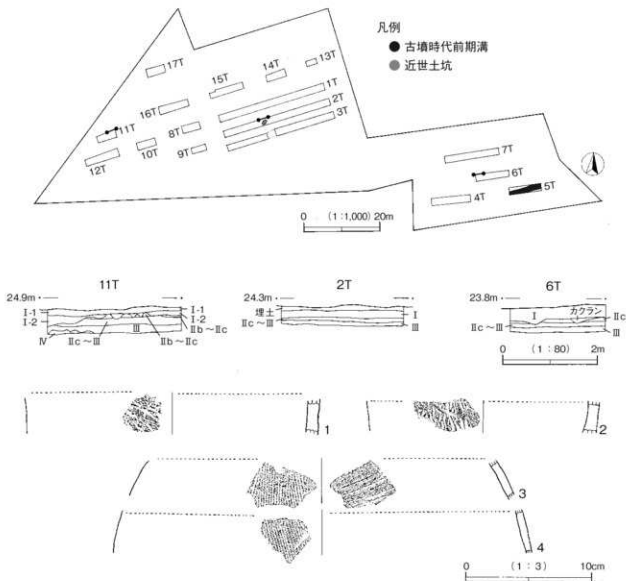 凡例
● 古墳時代前期溝
● 近世土坑
17T
14T
13T
15T
1T
16T
2T
3T
11T
8T
10T
9T
12T
7T
6T
5T
4T
0 (1:1,000) 20m
11T
2T
6T
24.9m
24.3m
23.8m
Ⅰ-1
Ⅰ-2
Ⅰ-1
Ⅰ-2
Ⅱb～Ⅱc
Ⅳ
Ⅱc～Ⅲ
Ⅲ
Ⅱb～Ⅱc
埋土
Ⅱc～Ⅲ
Ⅰ
Ⅲ
Ⅰ
カクラン
Ⅱc
Ⅱc～Ⅲ
Ⅲ
0 (1：80) 2m
1
2
3
4
0 (1：3) 10cm